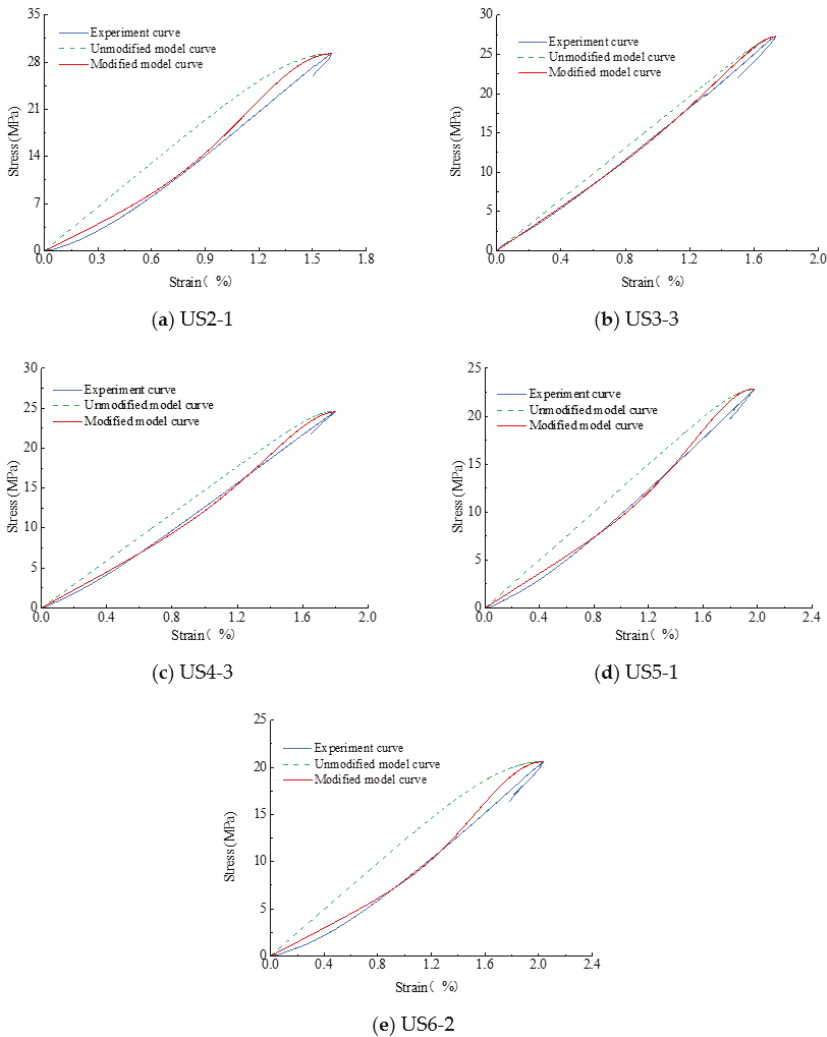 35
Experiment curve
Unmodified model curve
Modified model curve
28
21
14
7
0
Stress (MPa)
0.0 0.3 0.6 0.9 1.2 1.5 1.8
Strain( %)
(a) US2-1
30
Experiment curve
Unmodified model curve
Modified model curve
25
20
15
10
5
0
Stress (MPa)
0.0 0.4 0.8 1.2 1.6 2.0
Strain( %)
(b) US3-3
30
Experiment curve
Unmodified model curve
Modified model curve
25
20
15
10
5
0
Stress (MPa)
0.0 0.4 0.8 1.2 1.6 2.0
Strain( %)
(c) US4-3
25
Experiment curve
Unmodified model curve
Modified model curve
20
15
10
5
0
Stress (MPa)
0.0 0.4 0.8 1.2 1.6 2.0 2.4
Strain( %)
(d) US5-1
25
Experiment curve
Unmodified model curve
Modified model curve
20
15
10
5
0
Stress (MPa)
0.0 0.4 0.8 1.2 1.6 2.0 2.4
Strain( %)
(e) US6-2